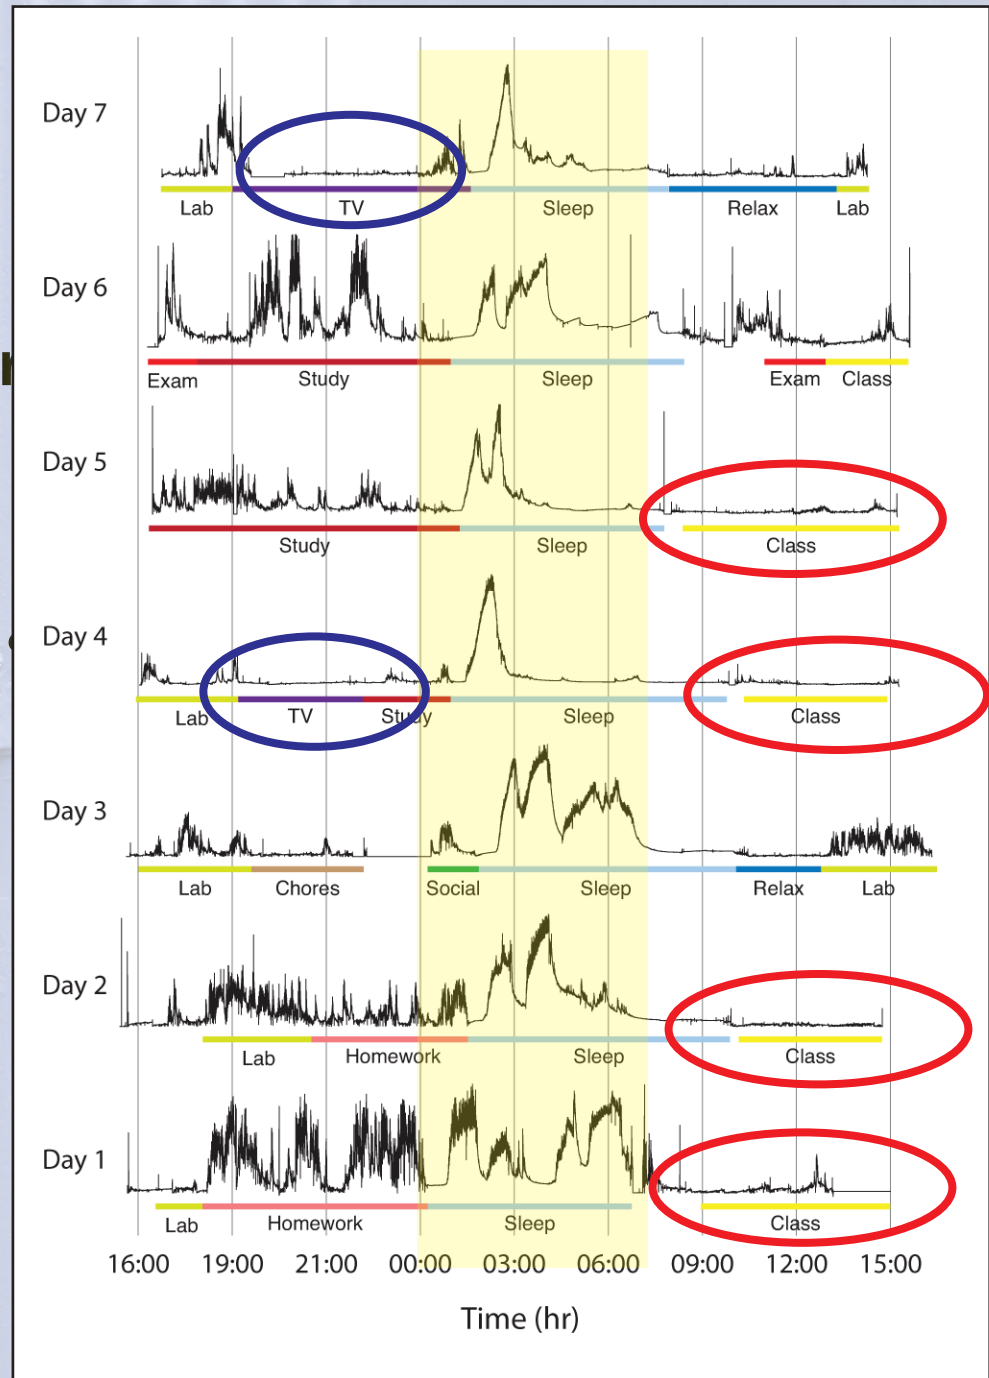 Day 7
Lab TV Sleep Relax Lab
Day 6
Exam Study Sleep Exam Class
Day 5
Study Sleep Class
Day 4
Lab TV Study Sleep Class
Day 3
Lab Chores Social Sleep Relax Lab
Day 2
Lab Homework Sleep Class
Day 1
Lab Homework Sleep Class
16:00 19:00 21:00 00:00 03:00 06:00 09:00 12:00 15:00
Time (hr)